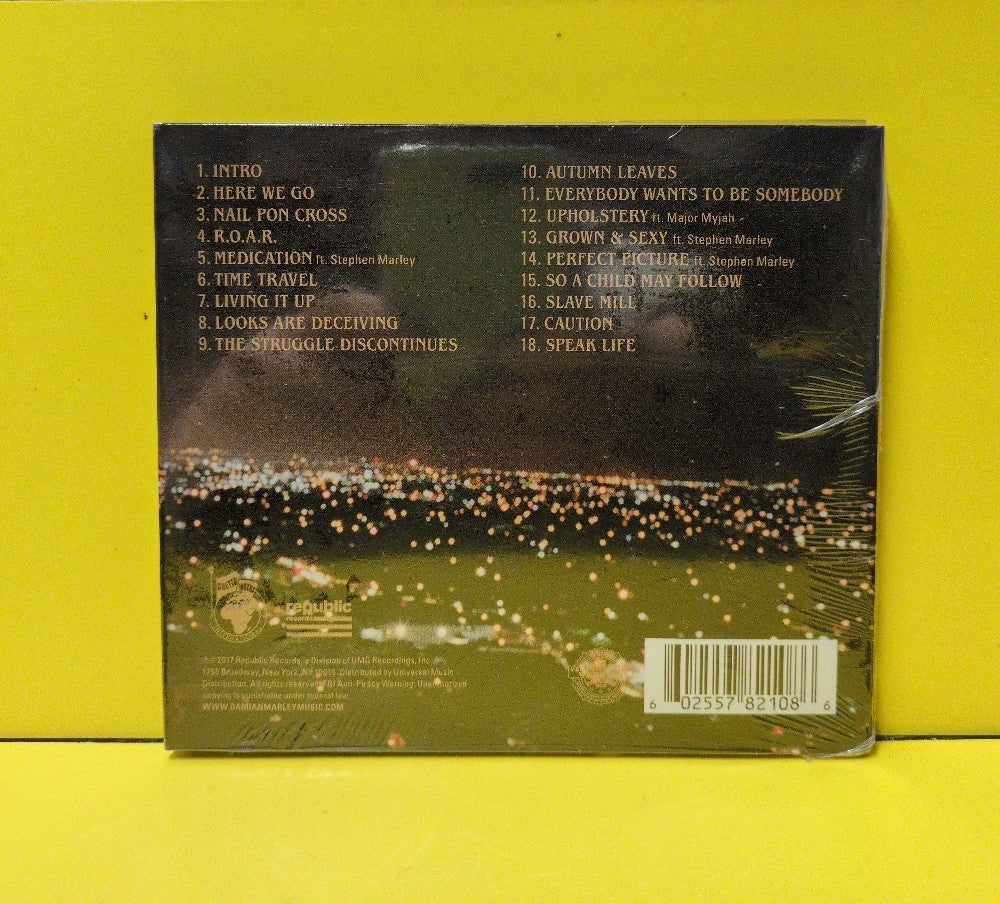 1. INTRO
2. HERE WE GO
3. NAIL PON CROSS
4. R.O.A.R.
5. MEDICATION ft. Stephen Marley
6. TIME TRAVEL
7. LIVING IT UP
8. LOOKS ARE DECEIVING
9. THE STRUGGLE DISCONTINUES
10. AUTUMN LEAVES
11. EVERYBODY WANTS TO BE SOMEBODY
12. UPHOLSTERY ft. Major Myjah
13. GROWN & SEXY ft. Stephen Marley
14. PERFECT PICTURE ft. Stephen Marley
15. SO A CHILD MAY FOLLOW
16. SLAVE MILL
17. CAUTION
18. SPEAK LIFE
republic
records
℗ © 2017 Republic Records, a Division of UMG Recordings, Inc.
1755 Broadway, New York, NY 10019. Distributed by Universal Music
Distribution. All rights reserved. FBI Anti-Piracy Warning: Unauthorized
copying is punishable under federal law.
WWW.DAMIANMARLEYMUSIC.COM
6 02557 82108 6